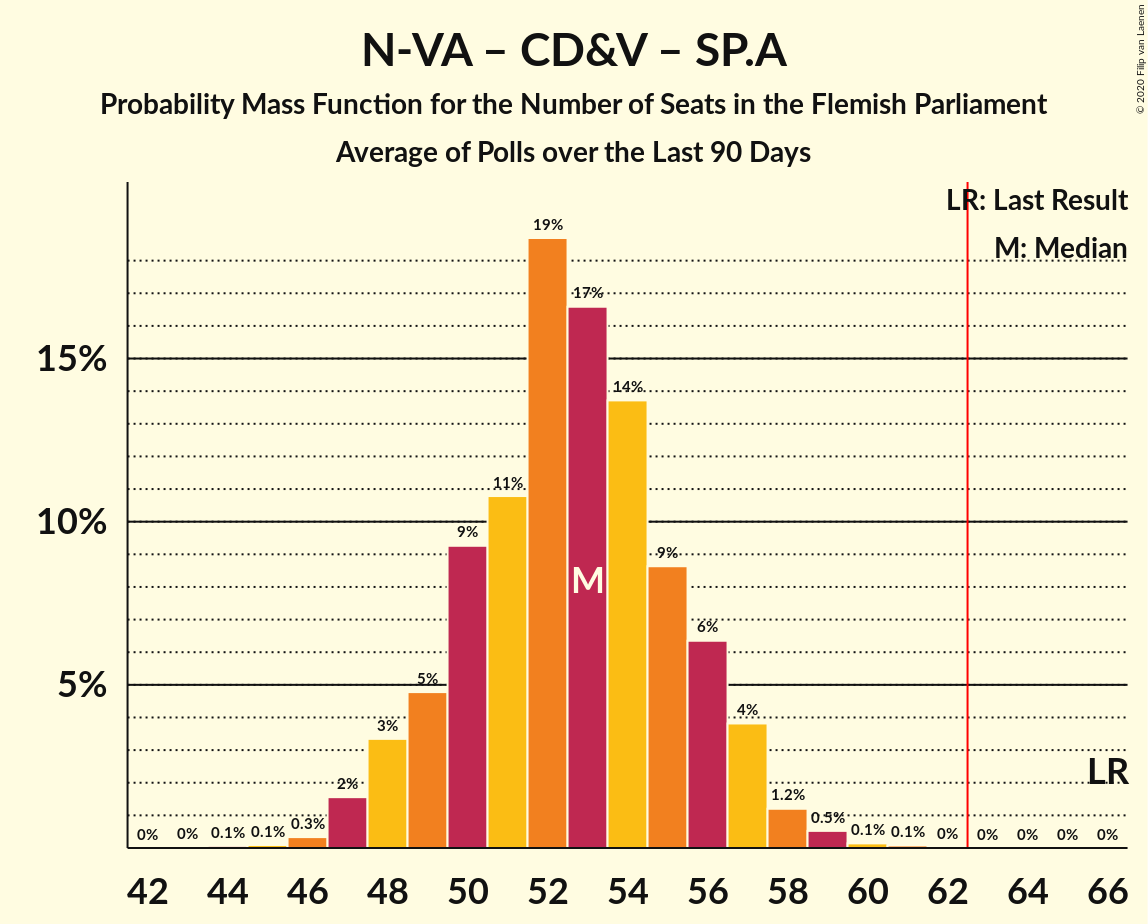 © 2020 Filip van Laenen
N-VA – CD&V – SP.A
Probability Mass Function for the Number of Seats in the Flemish Parliament
Average of Polls over the Last 90 Days
LR: Last Result
M: Median
15%
10%
5%
0% 0% 0.1% 0.1% 0.3% 2% 3% 5% 9% 11% 19% 17% 14% 9% 6% 4% 1.2% 0.5% 0.1% 0.1% 0% 0% 0% 0% 0%
M
LR
42 44 46 48 50 52 54 56 58 60 62 64 66